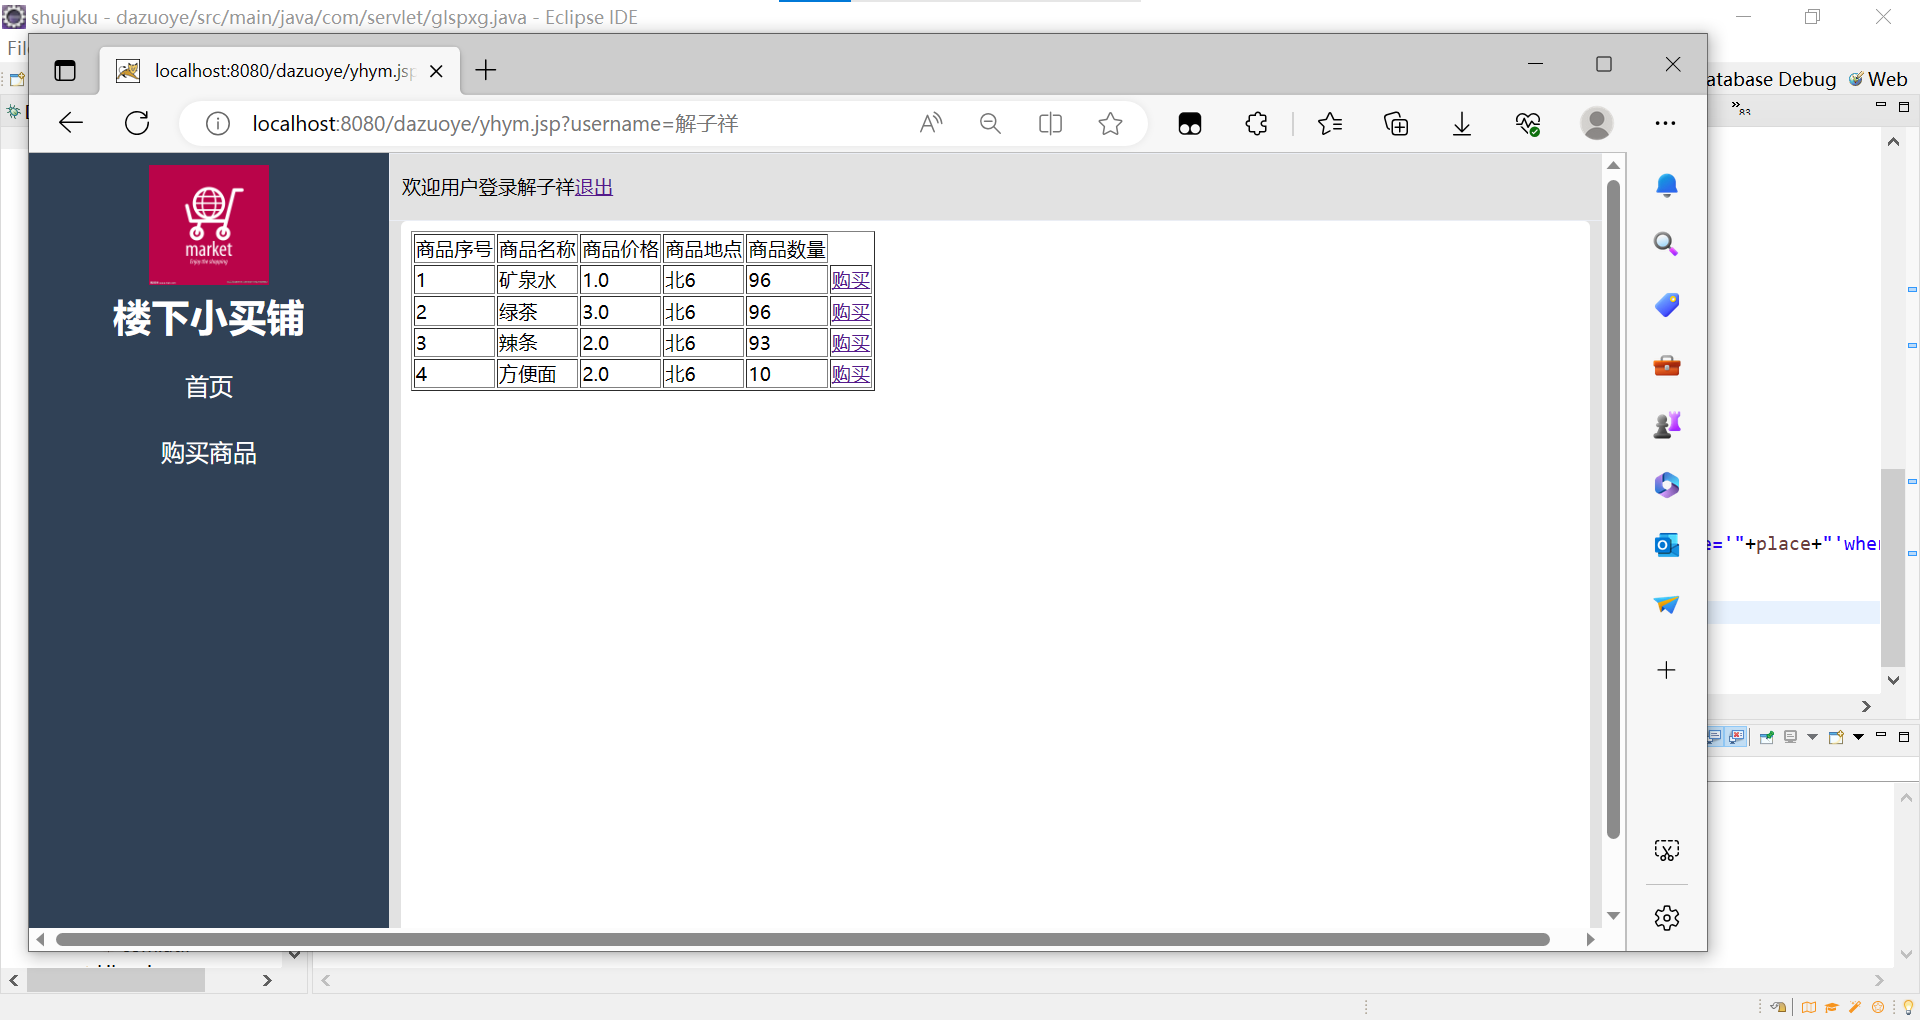 shujuku - dazuoye/src/main/java/com/servlet/glspxg.java - Eclipse IDE
File
localhost:8080/dazuoye/yhym.jsp
atabase Debug Web
localhost:8080/dazuoye/yhym.jsp?username=解子祥
83
market
Enjoy the shopping
楼下小买铺
首页
购买商品
欢迎用户登录解子祥退出
商品序号 商品名称 商品价格 商品地点 商品数量
1 矿泉水 1.0 北6 96 购买
2 绿茶 3.0 北6 96 购买
3 辣条 2.0 北6 93 购买
4 方便面 2.0 北6 10 购买
e='"+place+"'wher